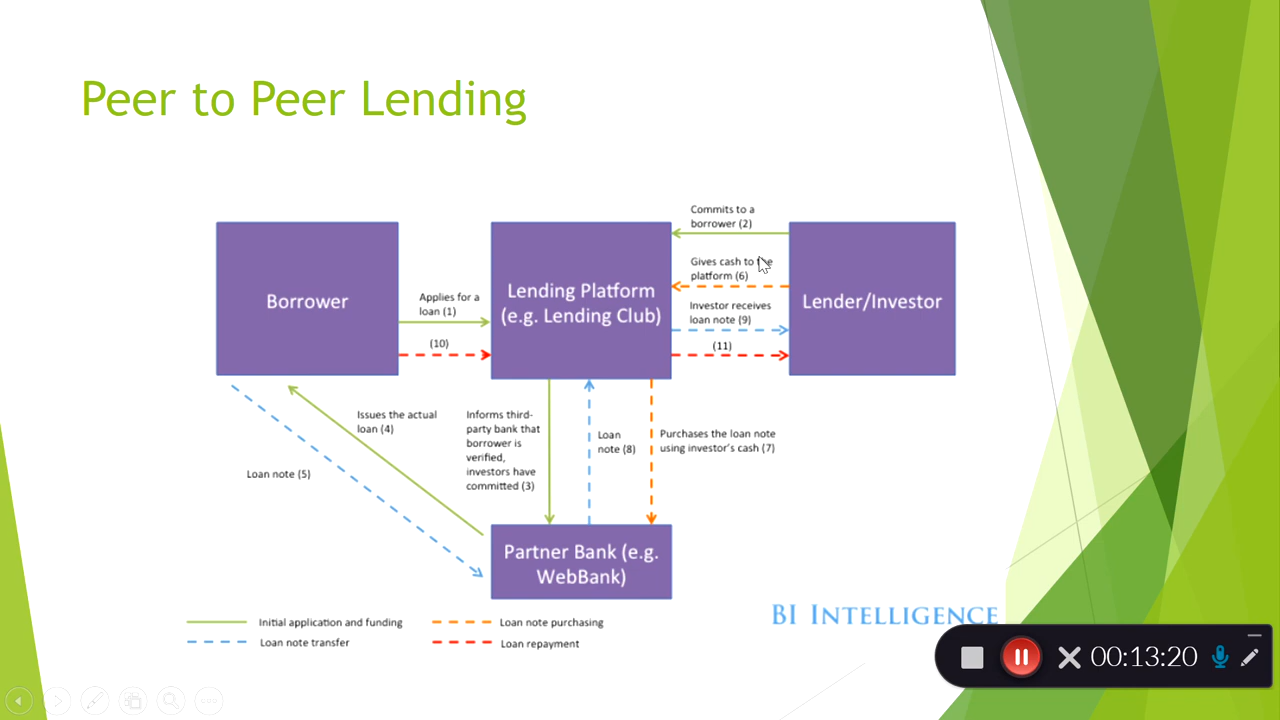 Peer to Peer Lending
Commits to a
borrower (2)
Gives cash to the
platform (6)
Borrower
Applies for a
loan (1)
(10)
Lending Platform
(e.g. Lending Club)
Investor receives
loan note (9)
(11)
Lender/Investor
Issues the actual
loan (4)
Loan note (5)
Informs third-
party bank that
borrower is
verified,
investors have
committed (3)
Loan
note (8)
Purchases the loan note
using investor's cash (7)
Partner Bank (e.g.
WebBank)
Initial application and funding
Loan note purchasing
Loan note transfer
Loan repayment
BI INTELLIGENCE
00:13:20